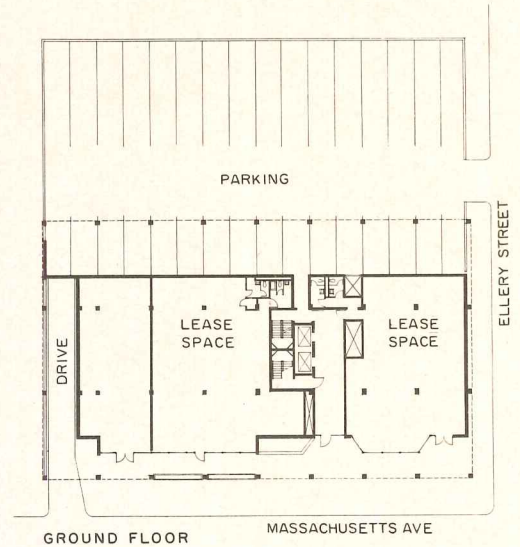 PARKING
ELLERY STREET
LEASE
SPACE
LEASE
SPACE
DRIVE
MASSACHUSETTS AVE
GROUND FLOOR